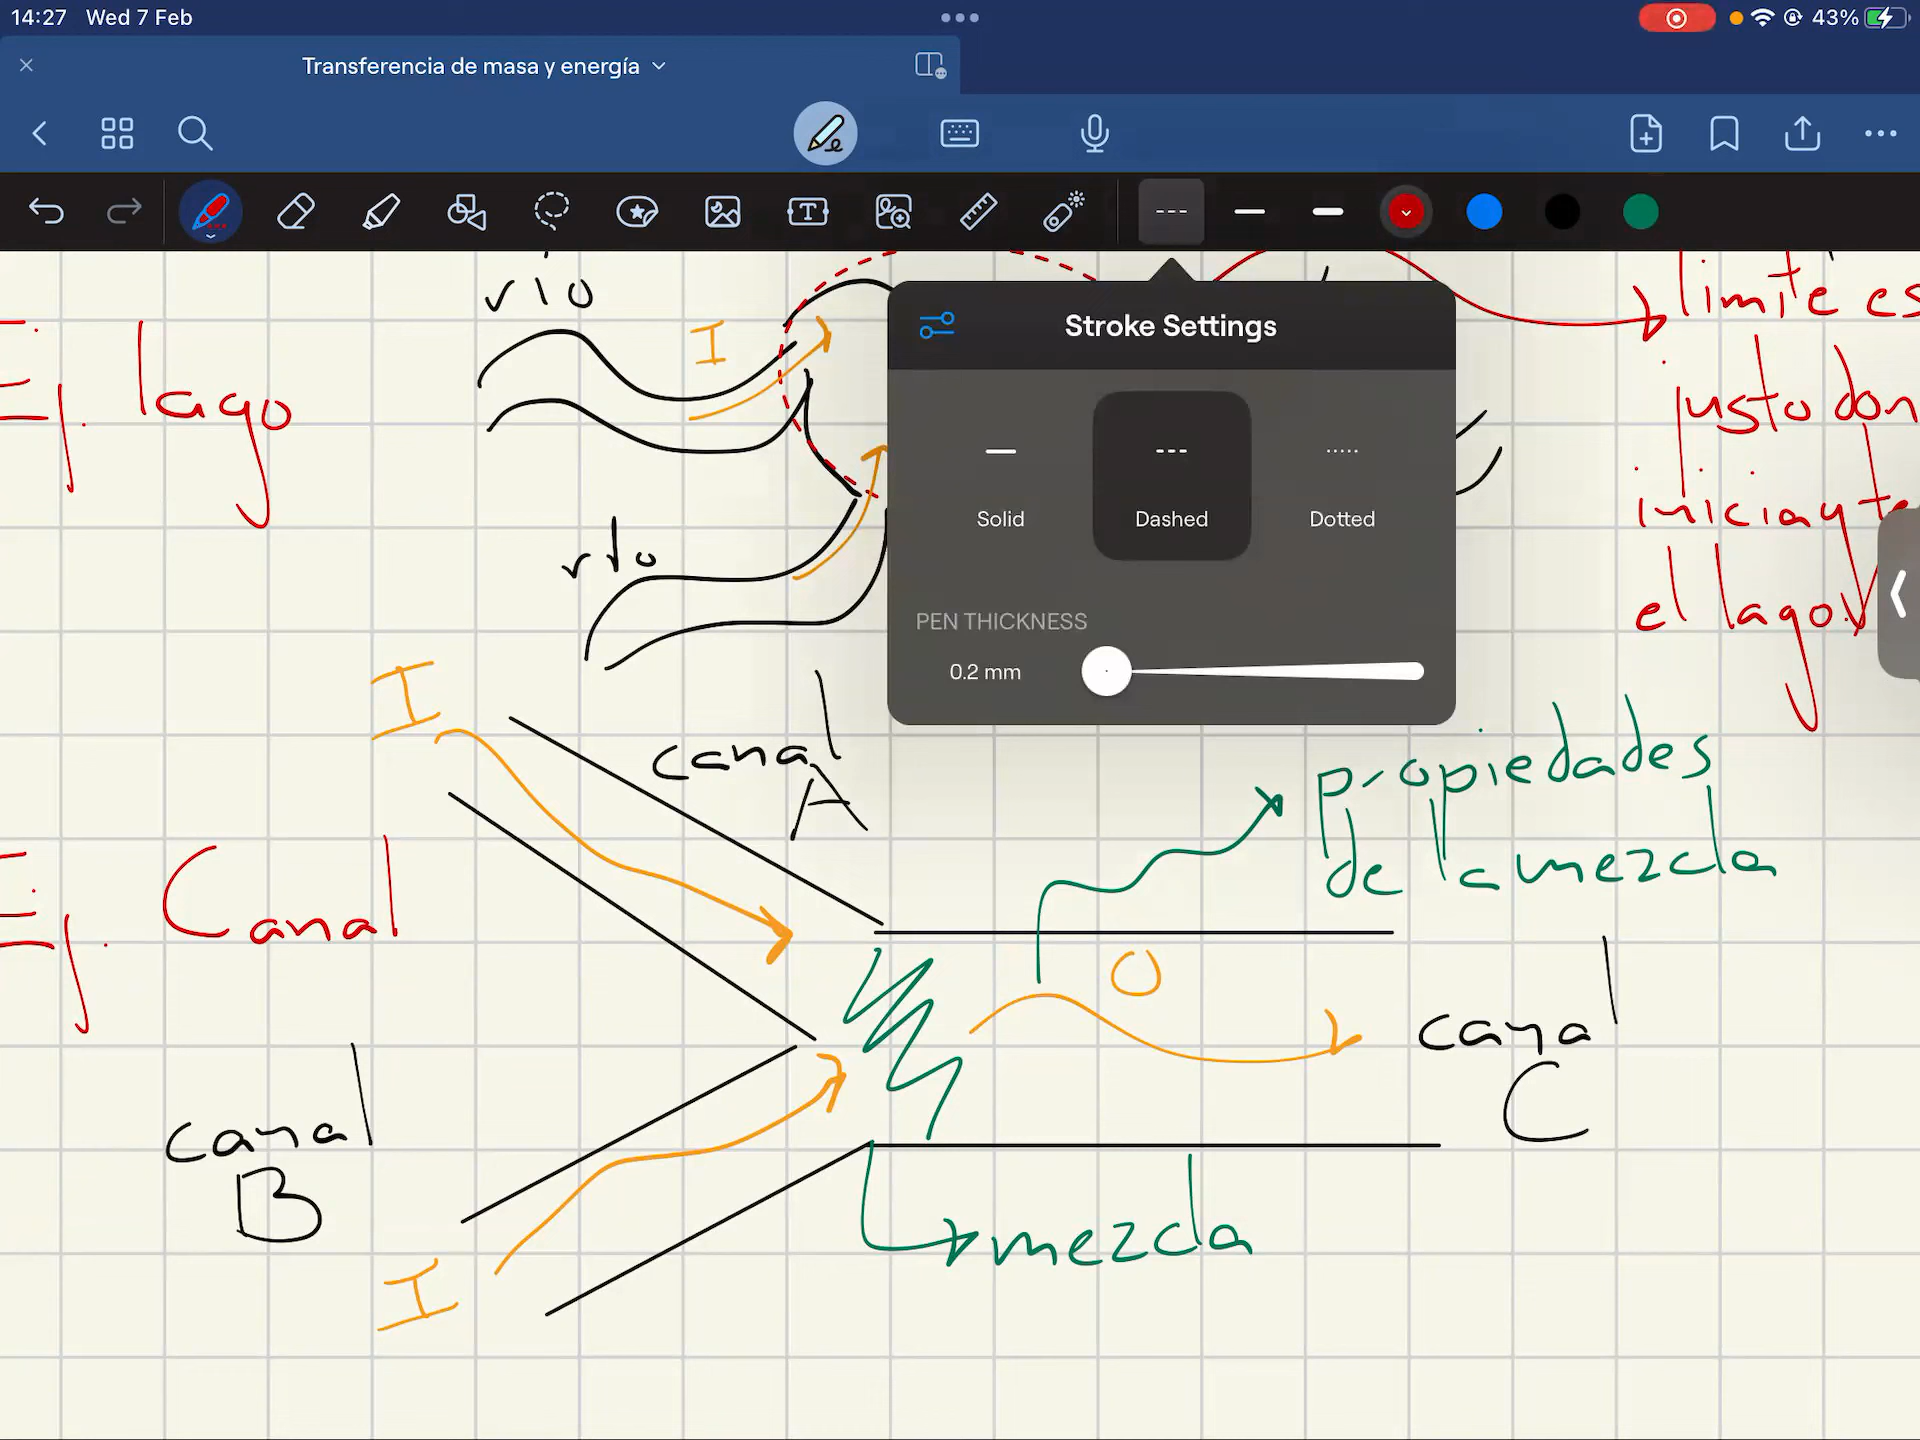 14:27 Wed 7 Feb
43%
Transferencia de masa y energía
Stroke Settings
Solid
Dashed
Dotted
PEN THICKNESS
0.2 mm
río
I
Ej. lago
río
límite es
justo don
inicia y te
el lago
I
canal
A
propiedades
de la mezcla
Ej. Canal
O
canal
C
canal
B
I
mezcla